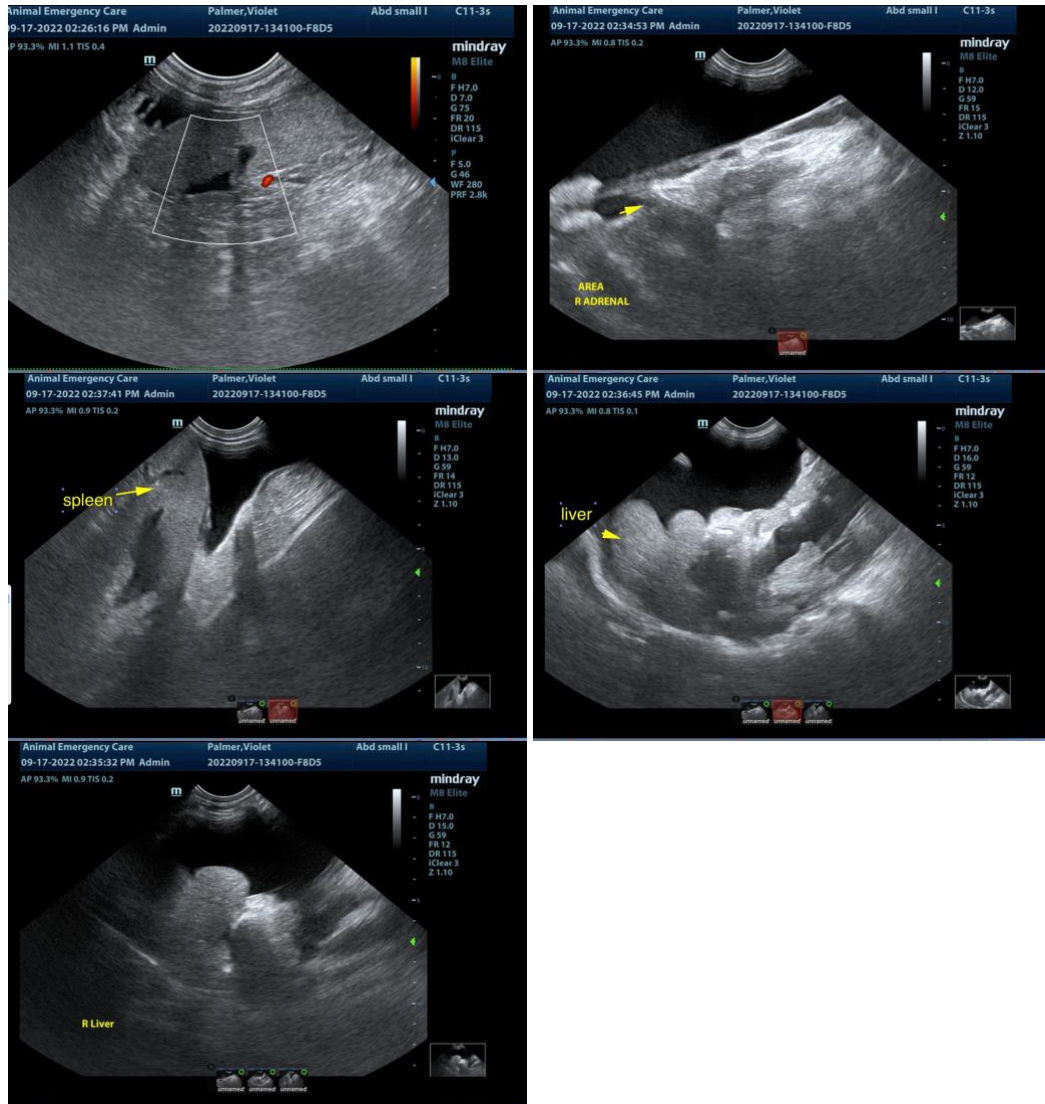 Animal Emergency Care Palmer,Violet Abd small I C11-3s
09-17-2022 02:26:16 PM Admin 20220917-134100-F8D5
AP 93.3% MI 1.1 TIS 0.4
mindray
M8 Elite
m
B
F H7.0
D 7.0
G 75
FR 20
DR 115
iClear 3
P
F 5.0
G 46
WF 280
PRF 2.8k
Animal Emergency Care Palmer,Violet Abd small I C11-3s
09-17-2022 02:34:53 PM Admin 20220917-134100-F8D5
AP 93.3% MI 0.8 TIS 0.2
mindray
M8 Elite
m
B
F H7.0
D 12.0
G 59
FR 15
DR 115
iClear 3
Z 1.10
AREA
R ADRENAL
unnamed
Animal Emergency Care Palmer,Violet Abd small I C11-3s
09-17-2022 02:37:41 PM Admin 20220917-134100-F8D5
AP 93.3% MI 0.9 TIS 0.2
mindray
M8 Elite
m
B
F H7.0
D 13.0
G 59
FR 14
DR 115
iClear 3
Z 1.10
spleen
unnamed unnamed
Animal Emergency Care Palmer,Violet Abd small I C11-3s
09-17-2022 02:36:45 PM Admin 20220917-134100-F8D5
AP 93.3% MI 0.8 TIS 0.1
mindray
M8 Elite
m
B
F H7.0
D 16.0
G 59
FR 12
DR 115
iClear 3
Z 1.10
liver
unnamed unnamed unnamed
Animal Emergency Care Palmer,Violet Abd small I C11-3s
09-17-2022 02:35:32 PM Admin 20220917-134100-F8D5
AP 93.3% MI 0.9 TIS 0.2
mindray
M8 Elite
m
B
F H7.0
D 15.0
G 59
FR 12
DR 115
iClear 3
Z 1.10
R Liver
unnamed unnamed unnamed